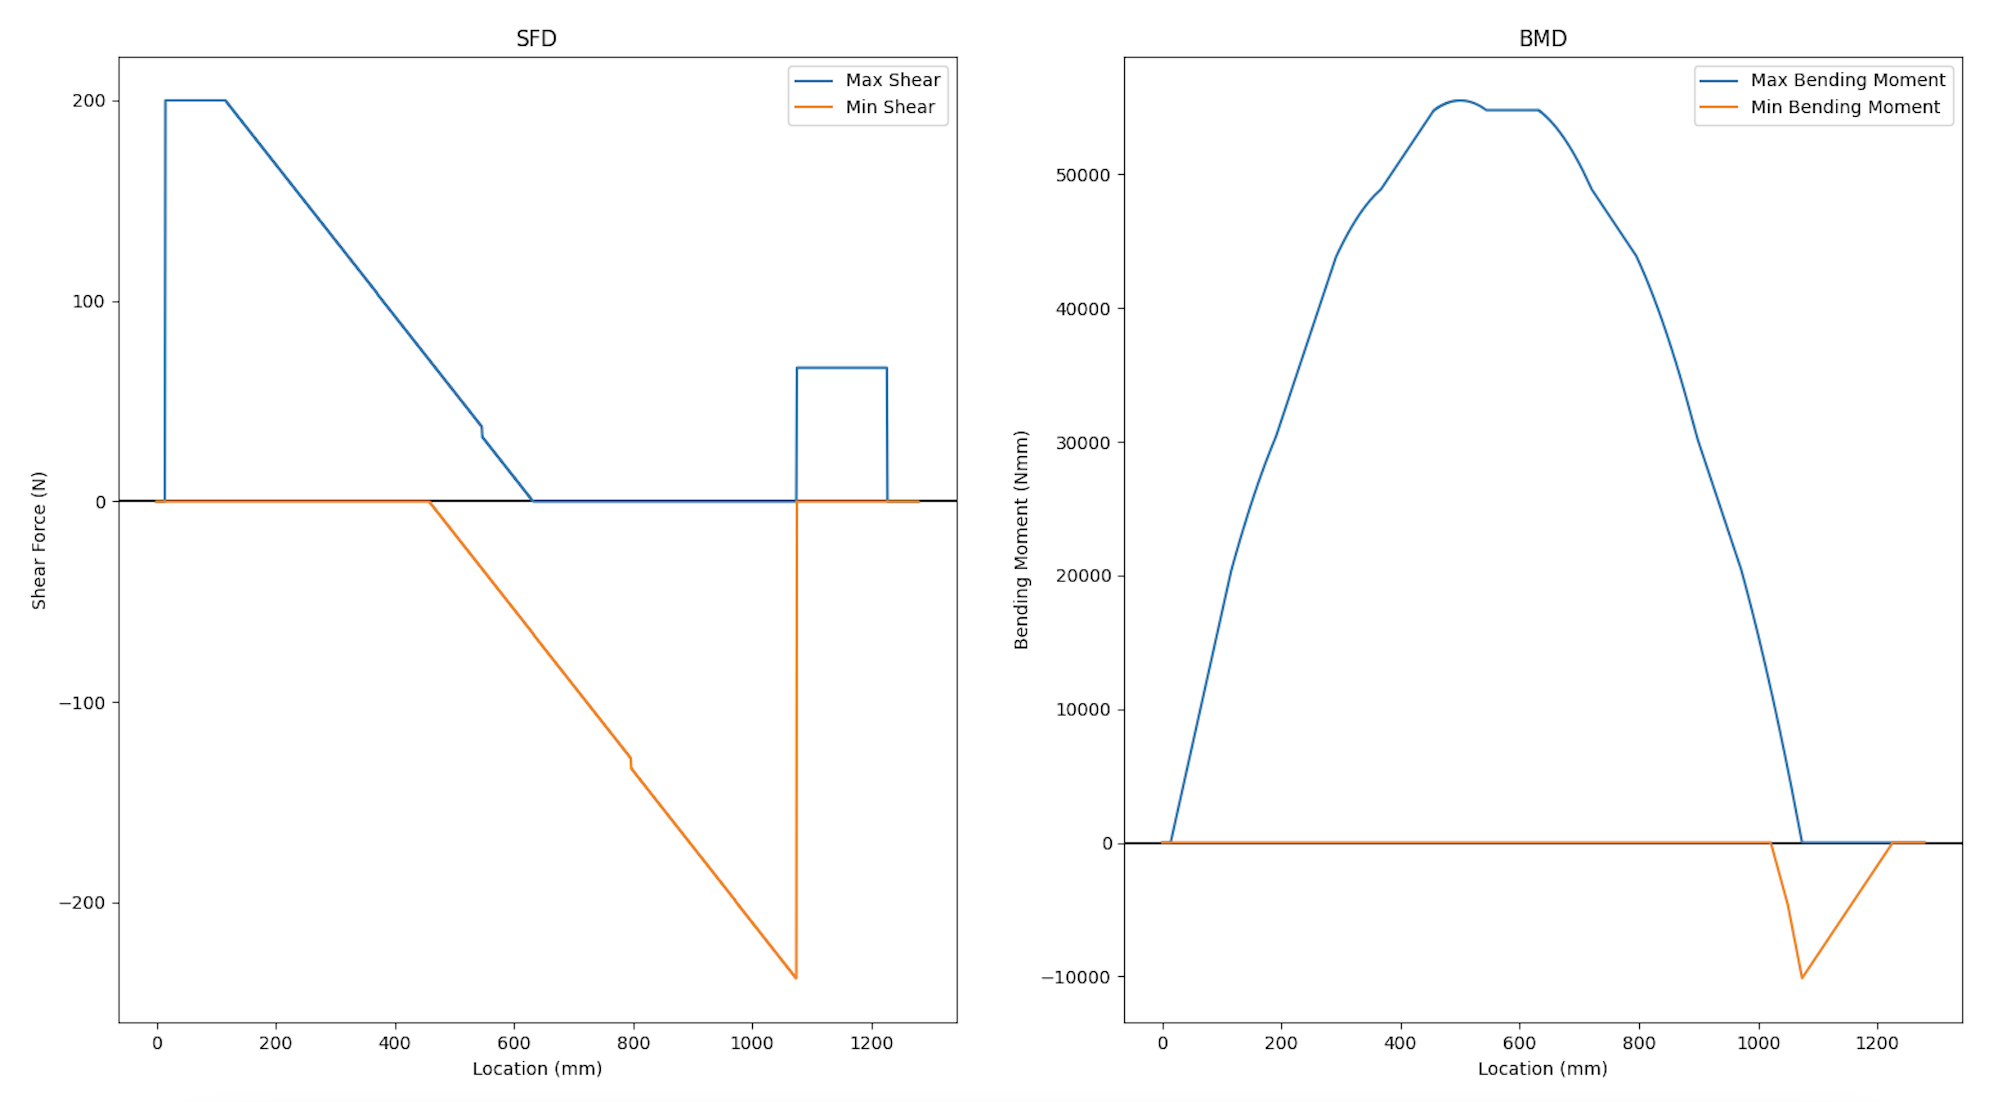 SFD
Max Shear
Min Shear
200
100
0
−100
−200
Shear Force (N)
0 200 400 600 800 1000 1200
Location (mm)
BMD
Max Bending Moment
Min Bending Moment
50000
40000
30000
20000
10000
0
−10000
Bending Moment (Nmm)
0 200 400 600 800 1000 1200
Location (mm)